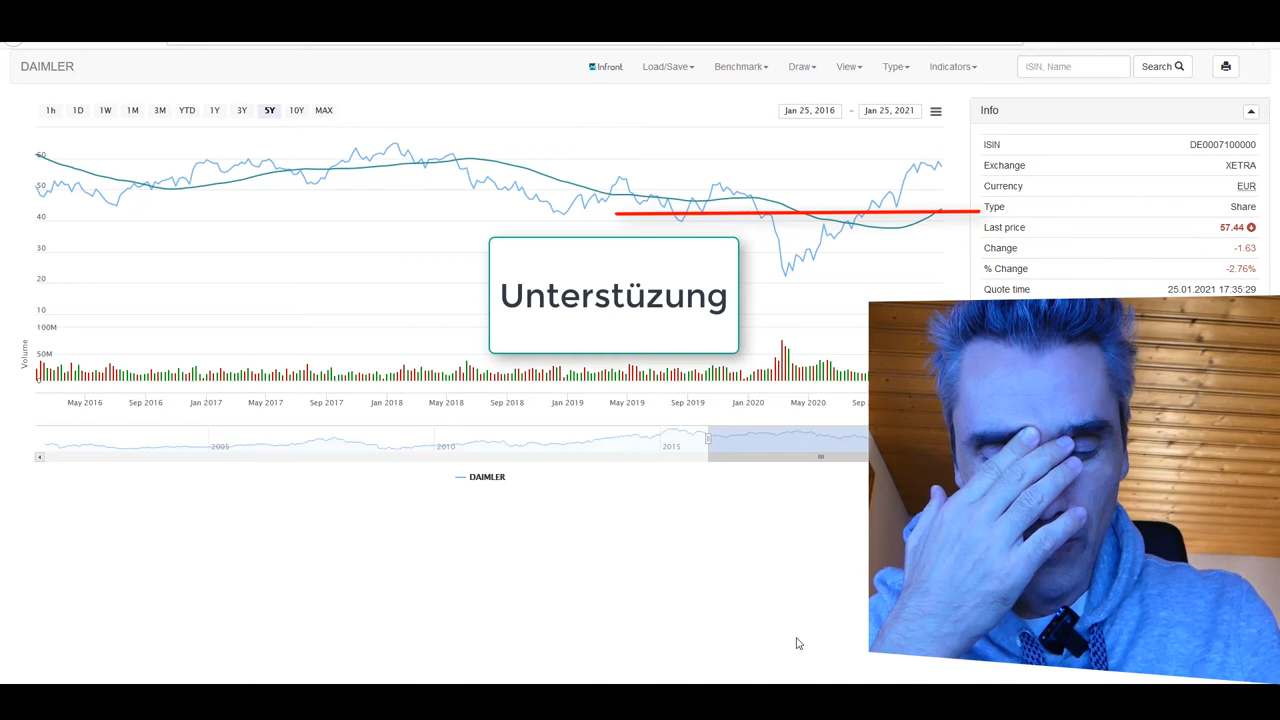 DAIMLER
Infront Load/Save Benchmark Draw View Type Indicators ISIN, Name Search
1h 1D 1W 1M 3M YTD 1Y 3Y 5Y 10Y MAX Jan 25, 2016 – Jan 25, 2021
Info
ISIN DE0007100000
Exchange XETRA
Currency EUR
Type Share
Last price 57.44
Change -1.63
% Change -2.76%
Quote time 25.01.2021 17:35:29
60
50
40
30
20
10
100M
50M
0
Volume
Unterstüzung
May 2016 Sep 2016 Jan 2017 May 2017 Sep 2017 Jan 2018 May 2018 Sep 2018 Jan 2019 May 2019 Sep 2019 Jan 2020 May 2020 Sep
2005 2010 2015
DAIMLER